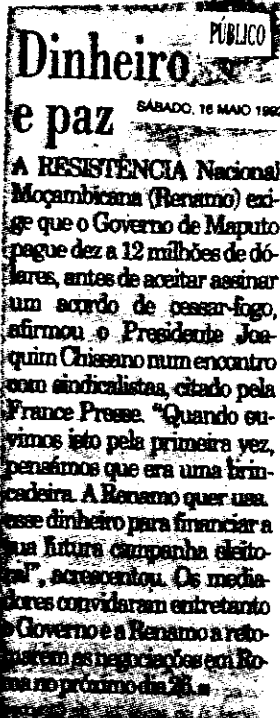 PÚBLICO
Dinheiro
e paz
SÁBADO, 16 MAIO 1992
A RESISTÊNCIA Nacional
Moçambicana (Renamo) exi-
ge que o Governo de Maputo
pague dez a 12 milhões de dó-
lares, antes de aceitar assinar
um acordo de cessar-fogo,
afirmou o Presidente Joa-
quim Chissano num encontro
com sindicalistas, citado pela
France Presse. "Quando ou-
vimos isto pela primeira vez,
pensámos que era uma brin-
cadeira. A Renamo quer usa
esse dinheiro para financiar a
sua futura campanha eleito-
ral", acrescentou. Os media-
dores convidaram entretanto
o Governo e a Renamo a reto-
marem as negociações em Ro-
ma no próximo dia